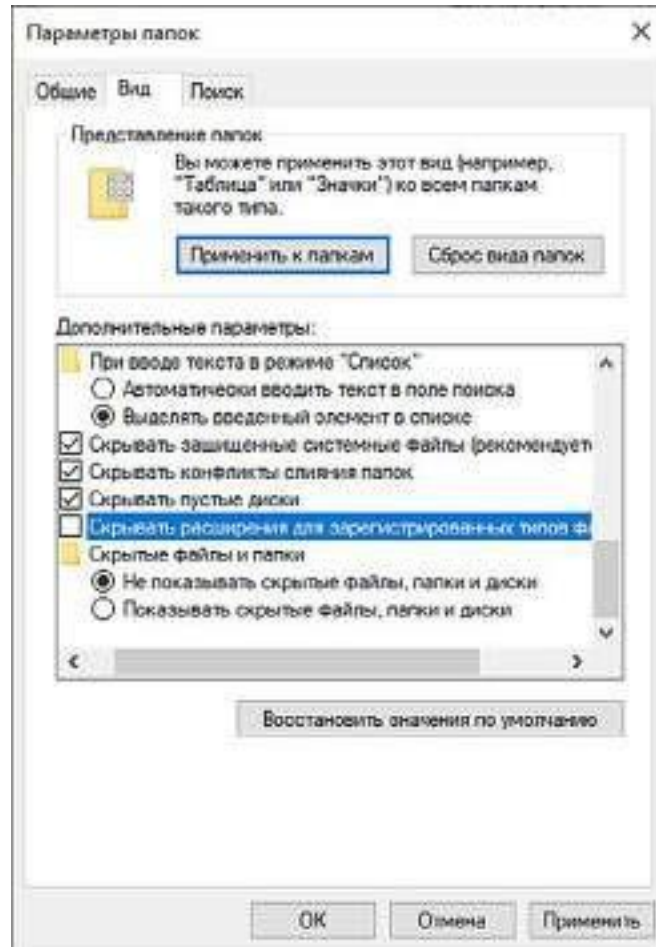 Параметры папок
Общие Вид Поиск
Представление папок
Вы можете применить этот вид (например,
"Таблица" или "Значки") ко всем папкам
такого типа.
Применить к папкам Сброс вида папок
Дополнительные параметры:
При вводе текста в режиме "Список"
Автоматически вводить текст в поле поиска
Выделять введенный элемент в списке
Скрывать защищенные системные файлы (рекомендует
Скрывать конфликты слияния папок
Скрывать пустые диски
Скрывать расширения для зарегистрированных типов ф
Скрытые файлы и папки
Не показывать скрытые файлы, папки и диски
Показывать скрытые файлы, папки и диски
Восстановить значения по умолчанию
ОК Отмена Применить